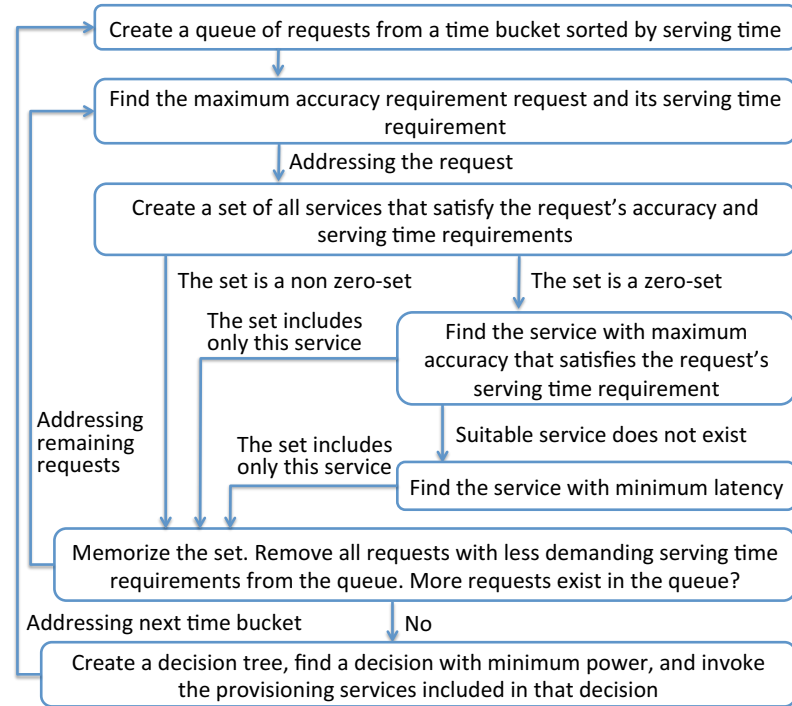 Create a queue of requests from a time bucket sorted by serving time
Find the maximum accuracy requirement request and its serving time
requirement
Addressing the request
Create a set of all services that satisfy the request's accuracy and
serving time requirements
The set is a non zero-set
The set is a zero-set
The set includes
only this service
Find the service with maximum
accuracy that satisfies the request's
serving time requirement
Addressing
remaining
requests
Suitable service does not exist
The set includes
only this service
Find the service with minimum latency
Memorize the set. Remove all requests with less demanding serving time
requirements from the queue. More requests exist in the queue?
Addressing next time bucket
No
Create a decision tree, find a decision with minimum power, and invoke
the provisioning services included in that decision